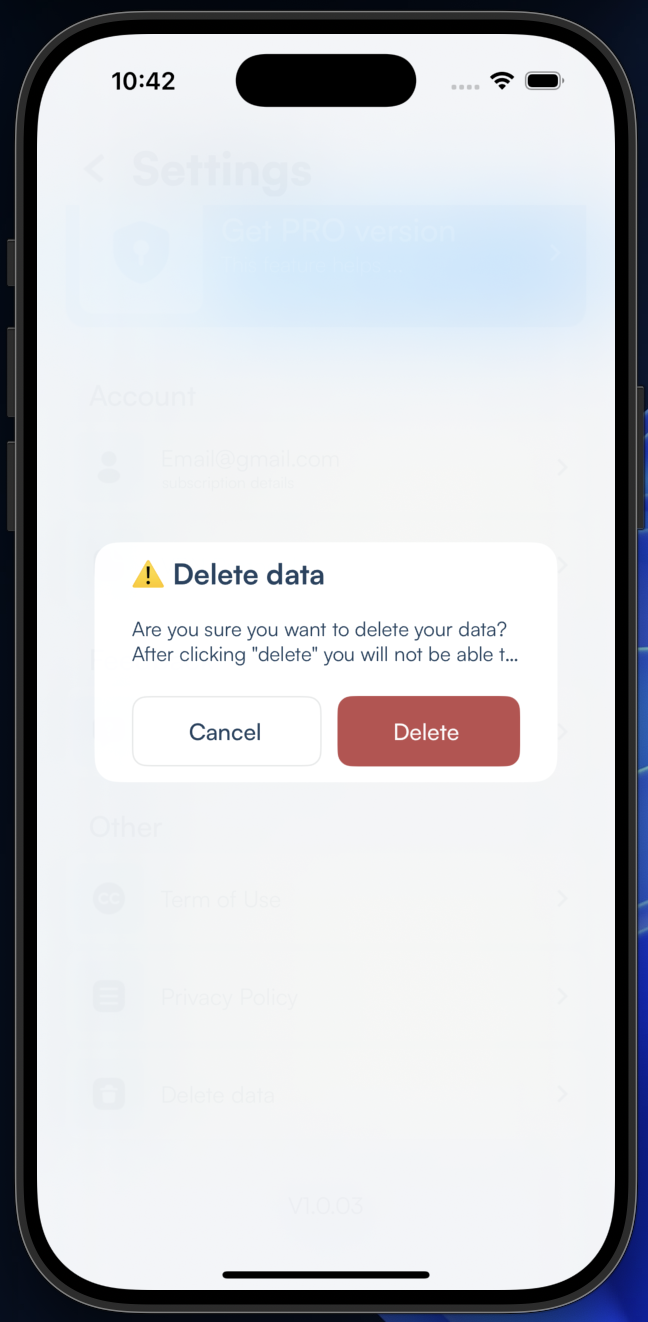 10:42
Settings
Get PRO version
Account
Email@gmail.com
subscription details
⚠️ Delete data
Are you sure you want to delete your data?
After clicking "delete" you will not be able t...
Cancel
Delete
Other
Term of Use
Privacy Policy
Delete data
V1.0.03